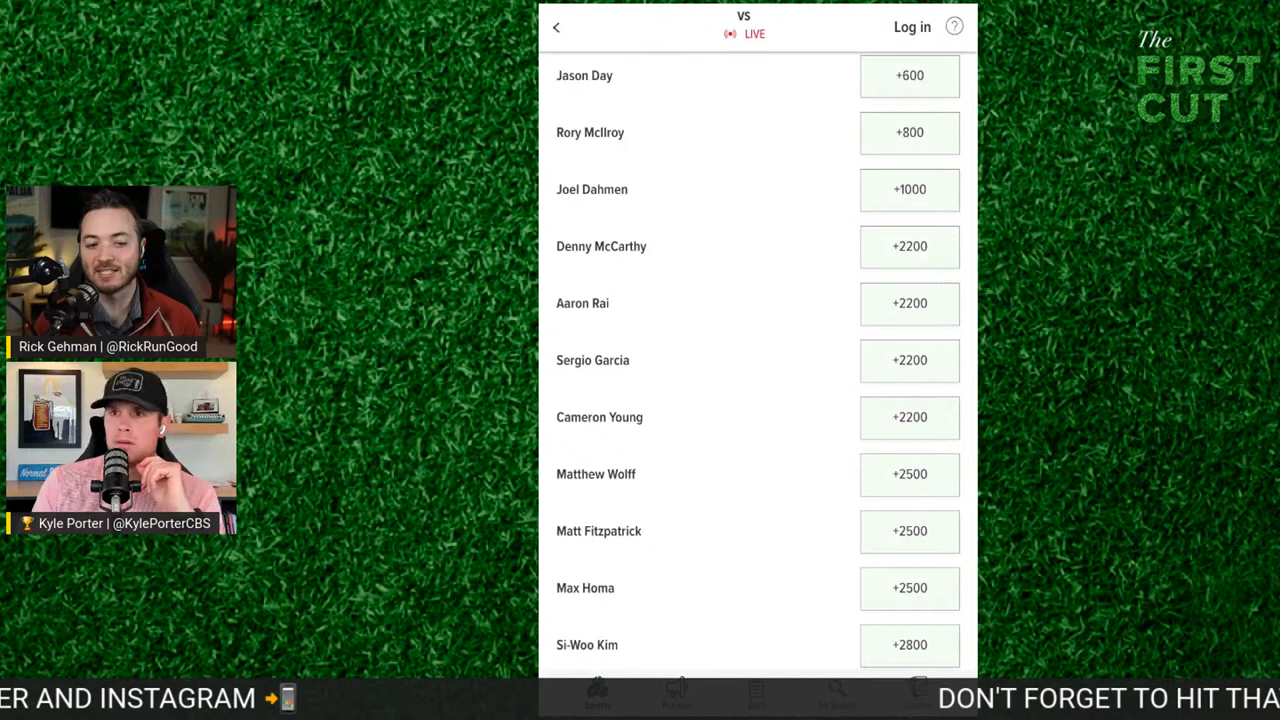 VS
LIVE
Log in
?
The
FIRST
CUT
Jason Day
+600
Rory McIlroy
+800
Joel Dahmen
+1000
Denny McCarthy
+2200
Aaron Rai
+2200
Sergio Garcia
+2200
Cameron Young
+2200
Matthew Wolff
+2500
Matt Fitzpatrick
+2500
Max Homa
+2500
Si-Woo Kim
+2800
Rick Gehman | @RickRunGood
Normal
Kyle Porter | @KylePorterCBS
Sports
ER AND INSTAGRAM
DON'T FORGET TO HIT THA